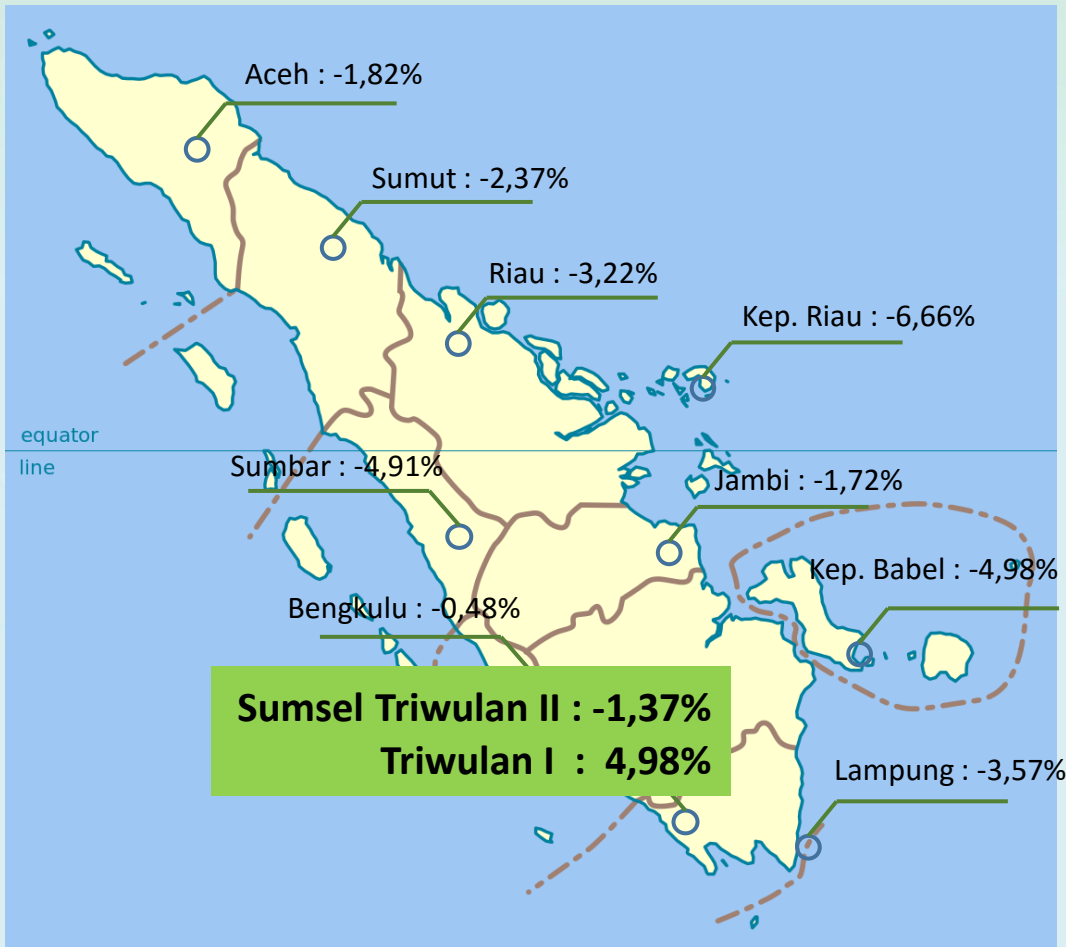 Aceh : -1,82%
Sumut : -2,37%
Riau : -3,22%
Kep. Riau : -6,66%
equator
line
Sumbar : -4,91%
Jambi : -1,72%
Kep. Babel : -4,98%
Bengkulu : -0,48%
Sumsel Triwulan II : -1,37%
Triwulan I : 4,98%
Lampung : -3,57%